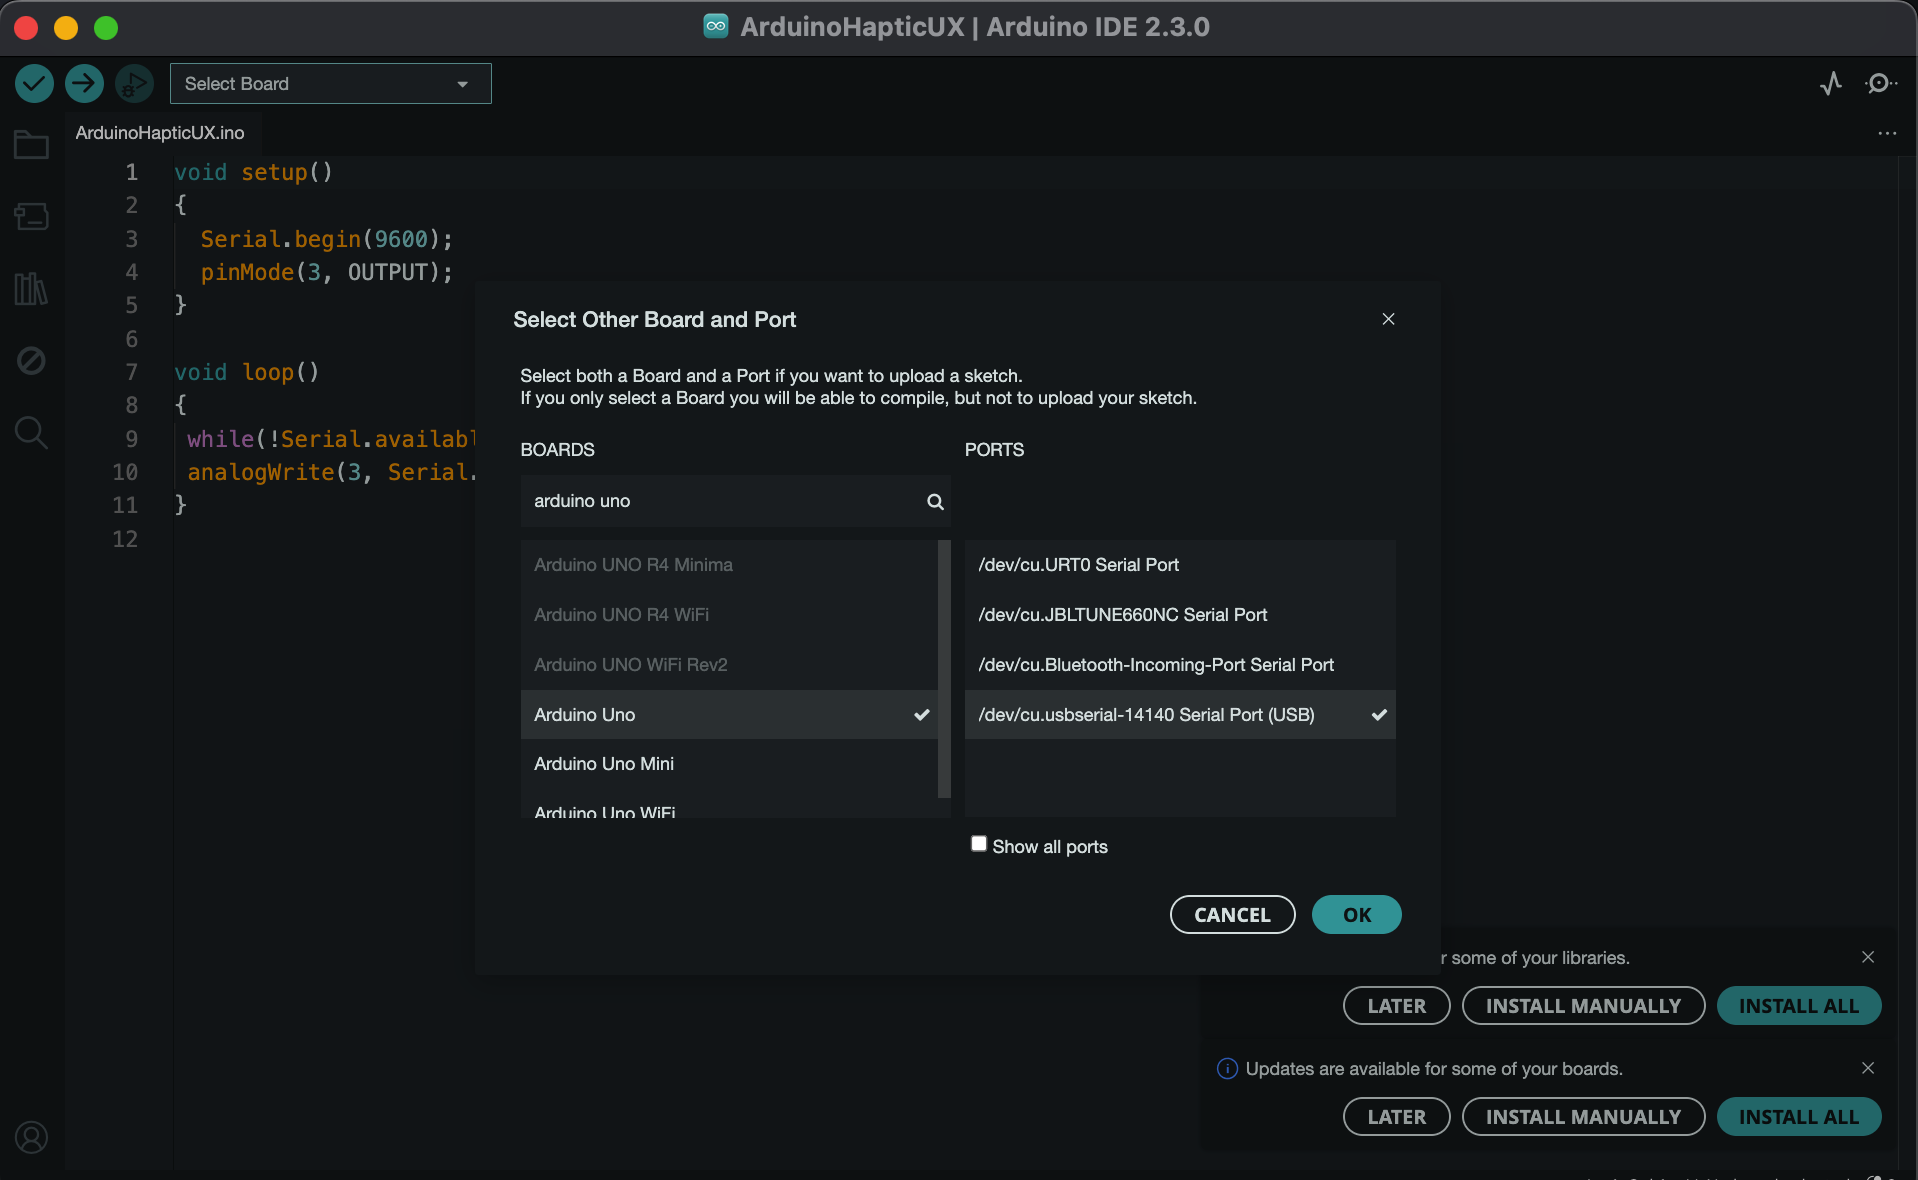 ArduinoHapticUX | Arduino IDE 2.3.0
Select Board
ArduinoHapticUX.ino
...
1 void setup()
2 {
3 Serial.begin(9600);
4 pinMode(3, OUTPUT);
5 }
6
7 void loop()
8 {
9 while(!Serial.availabl
10 analogWrite(3, Serial.
11 }
12
Select Other Board and Port
Select both a Board and a Port if you want to upload a sketch.
If you only select a Board you will be able to compile, but not to upload your sketch.
BOARDS
arduino uno
Arduino UNO R4 Minima
Arduino UNO R4 WiFi
Arduino UNO WiFi Rev2
Arduino Uno
Arduino Uno Mini
Arduino Uno WiFi
PORTS
/dev/cu.URT0 Serial Port
/dev/cu.JBLTUNE660NC Serial Port
/dev/cu.Bluetooth-Incoming-Port Serial Port
/dev/cu.usbserial-14140 Serial Port (USB)
Show all ports
CANCEL
OK
r some of your libraries.
LATER
INSTALL MANUALLY
INSTALL ALL
Updates are available for some of your boards.
LATER
INSTALL MANUALLY
INSTALL ALL